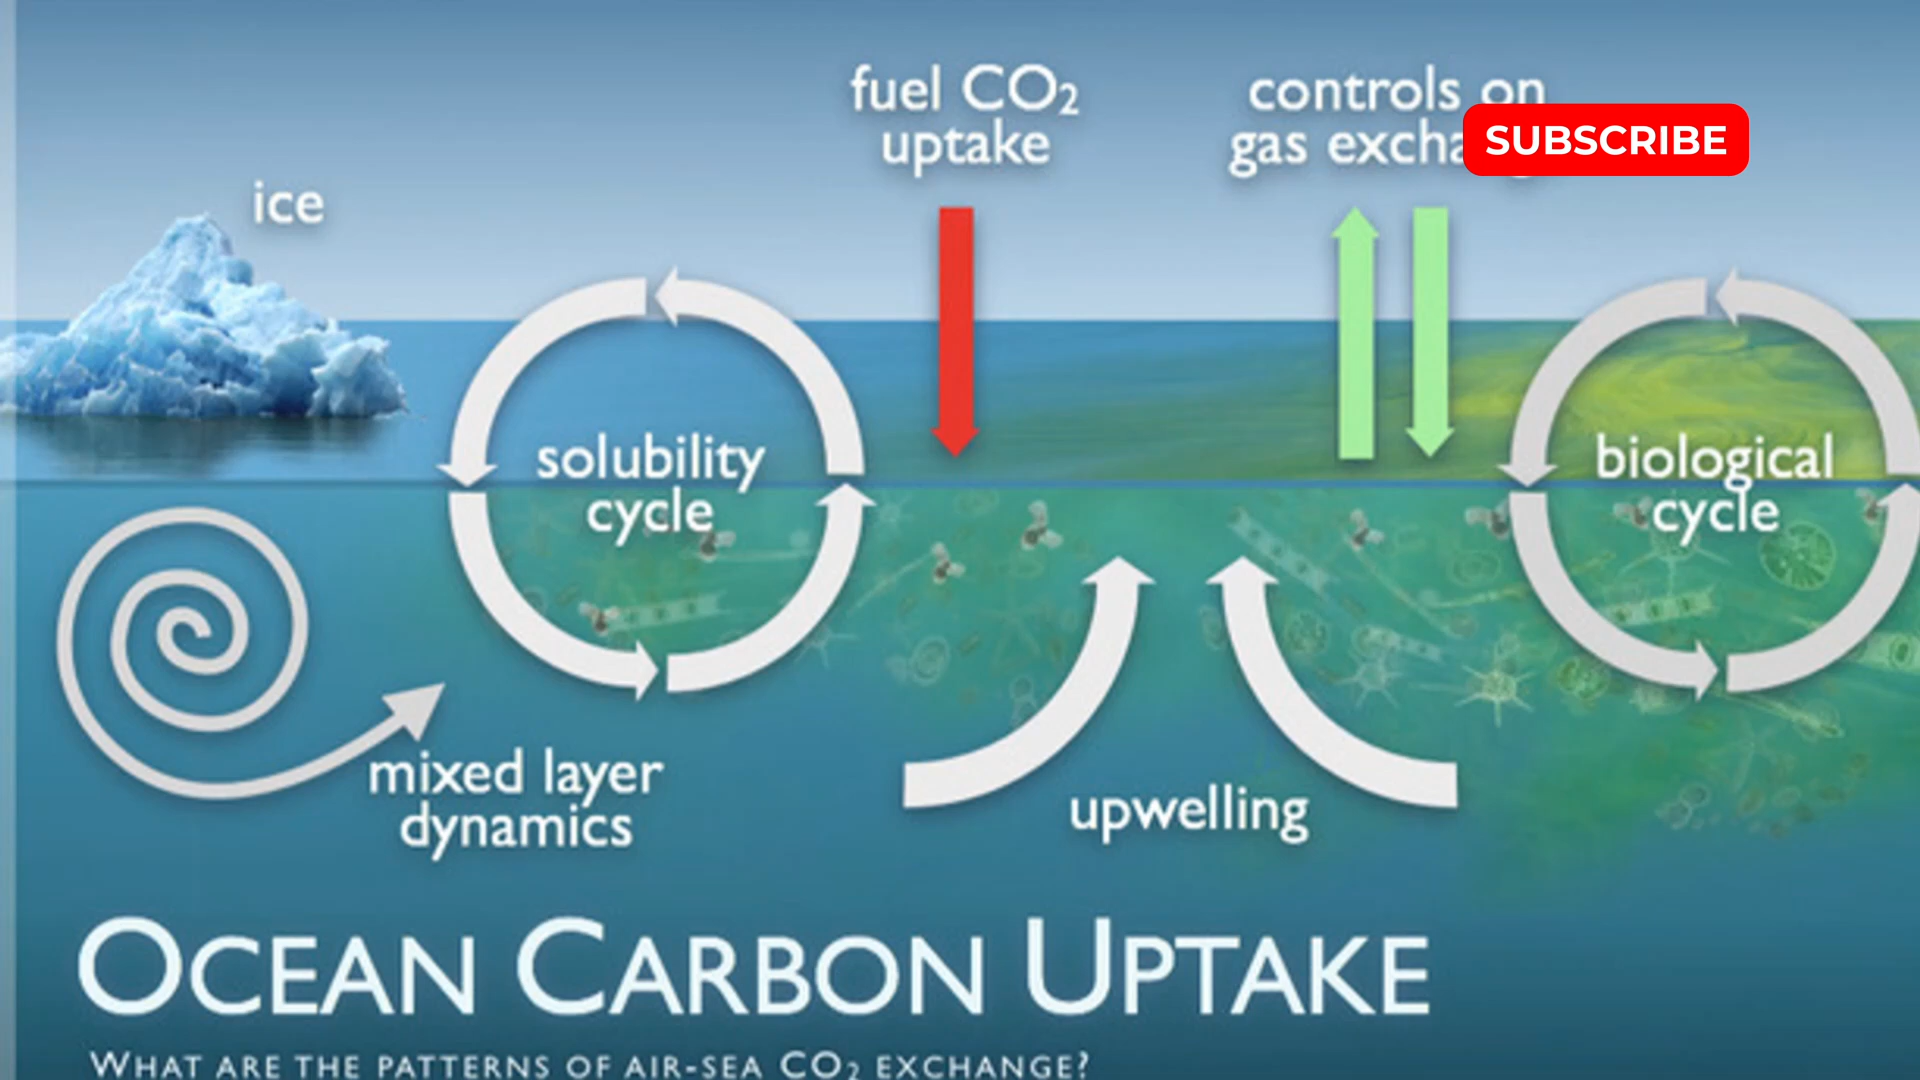 fuel CO₂
uptake
controls on
gas
SUBSCRIBE
ice
solubility
cycle
biological
cycle
mixed layer
dynamics
upwelling
OCEAN CARBON UPTAKE
WHAT ARE THE PATTERNS OF AIR-SEA CO₂ EXCHANGE?